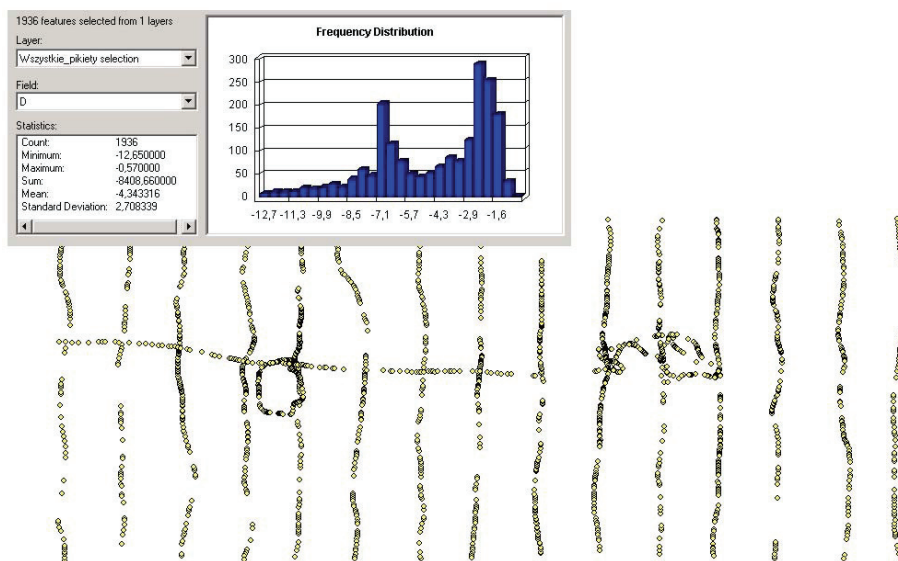 1936 features selected from 1 layers
Layer:
Wszystkie_pikiety selection
Field:
D
Statistics:
Count: 1936
Minimum: -12,650000
Maximum: -0,570000
Sum: -8408,660000
Mean: -4,343316
Standard Deviation: 2,708339
Frequency Distribution
300
250
200
150
100
50
0
-12,7 -11,3 -9,9 -8,5 -7,1 -5,7 -4,3 -2,9 -1,6